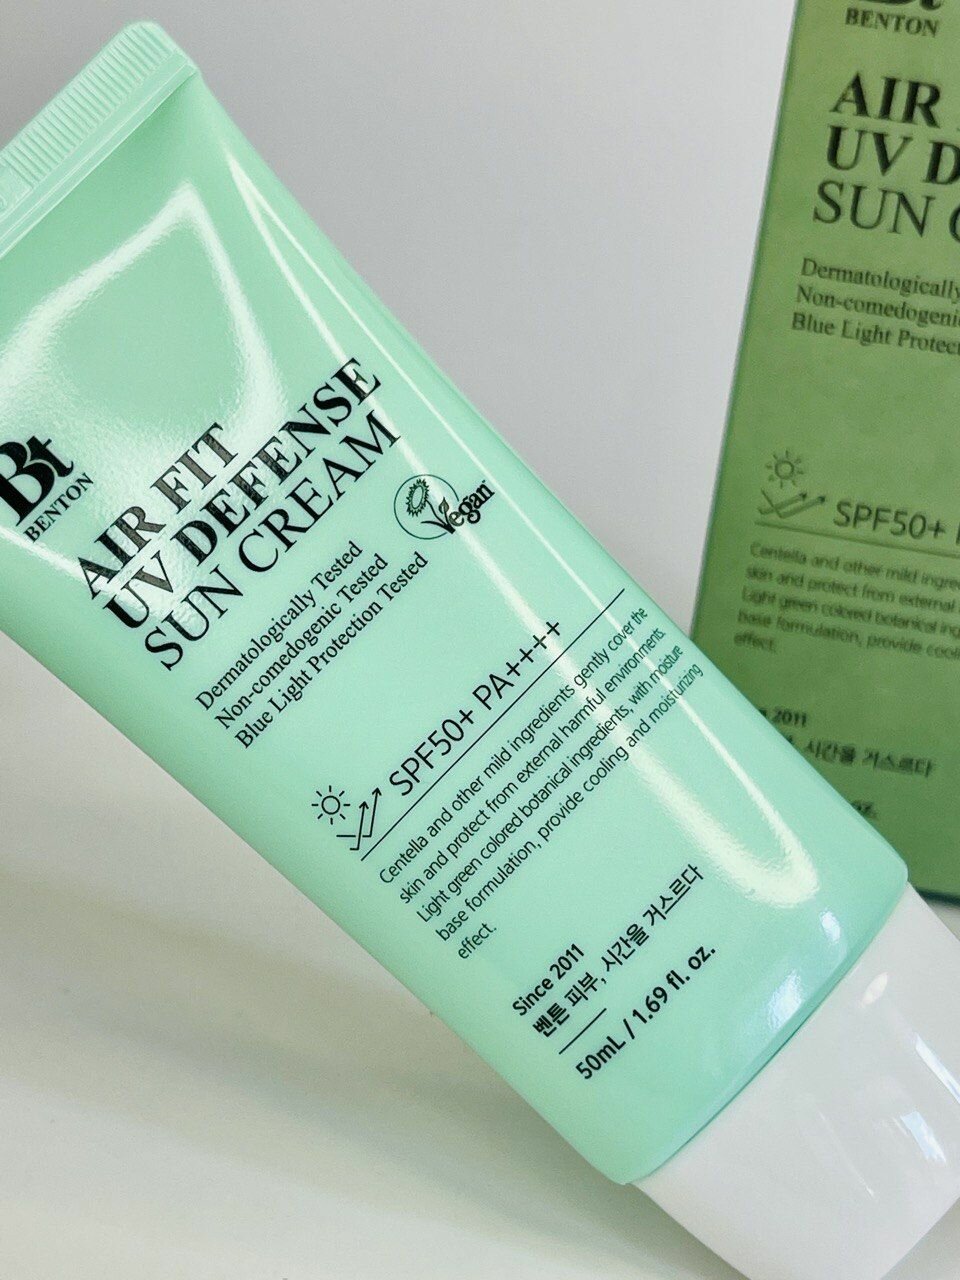 Bt
BENTON
AIR FIT
UV DEFENSE
SUN CREAM
Vegan
Dermatologically Tested
Non-comedogenic Tested
Blue Light Protection Tested
SPF50+ PA++++
Centella and other mild ingredients gently cover the
skin and protect from external harmful environments.
Light green colored botanical ingredients, with moisture
base formulation, provide cooling and moisturizing
effect.
Since 2011
벤튼 피부, 시간을 거스르다
50mL / 1.69 fl. oz.
Bt
BENTON
AIR
UV D
SUN
Dermatologically
Non-comedogenic
Blue Light
SPF50+
Centella and other mild
skin and protect from external
Light green colored botanical
base formulation, provide
effect.
2011
시간을 거스르다
oz.